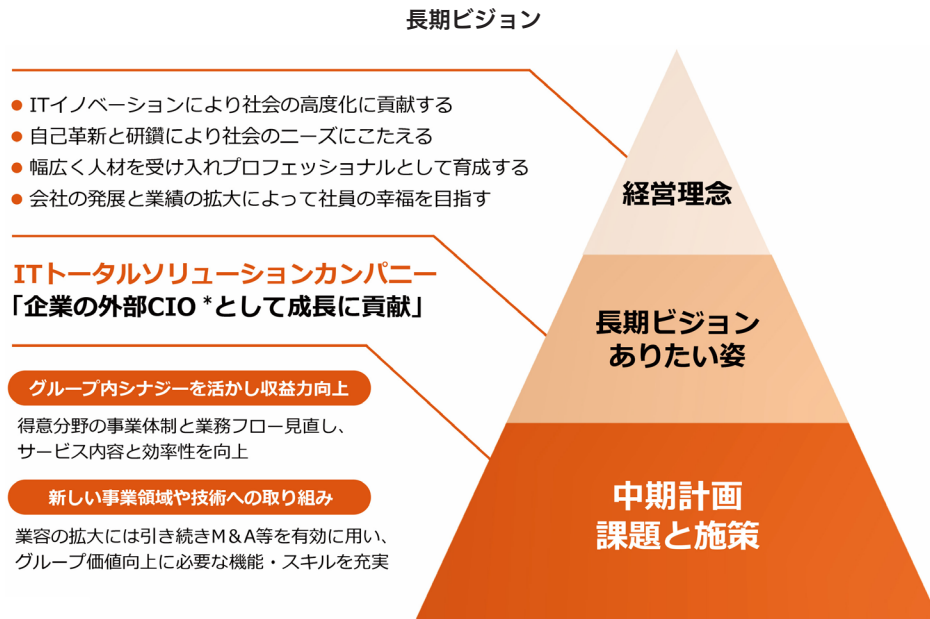 長期ビジョン
● ITイノベーションにより社会の高度化に貢献する
● 自己革新と研鑽により社会のニーズにこたえる
● 幅広く人材を受け入れプロフェッショナルとして育成する
● 会社の発展と業績の拡大によって社員の幸福を目指す
経営理念
ITトータルソリューションカンパニー
「企業の外部CIO*として成長に貢献」
長期ビジョン
ありたい姿
グループ内シナジーを活かし収益力向上
得意分野の事業体制と業務フロー見直し、
サービス内容と効率性を向上
新しい事業領域や技術への取り組み
業容の拡大には引き続きM&A等を有効に用い、
グループ価値向上に必要な機能・スキルを充実
中期計画
課題と施策